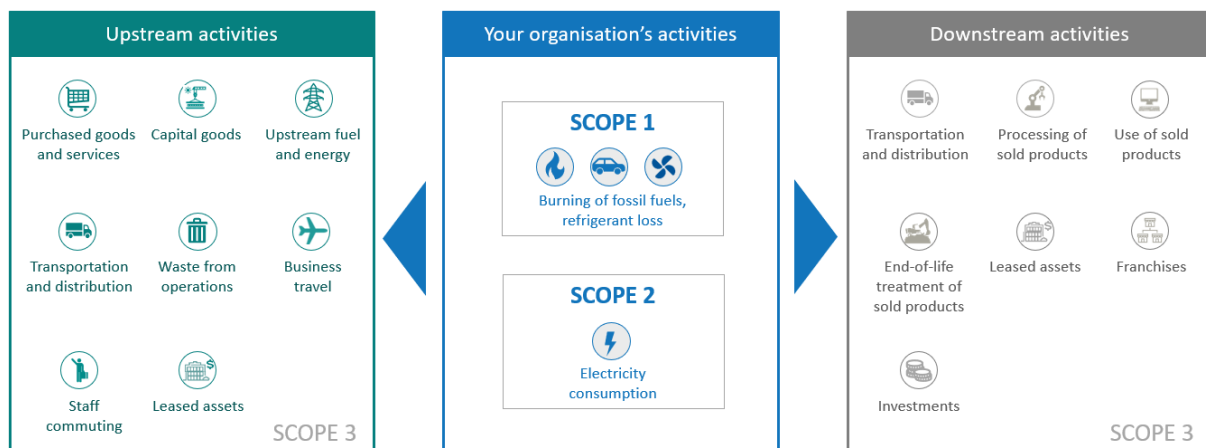 Upstream activities
Purchased goods
and services
Capital goods
Upstream fuel
and energy
Transportation
and distribution
Waste from
operations
Business
travel
Staff
commuting
Leased assets
SCOPE 3
Your organisation's activities
SCOPE 1
Burning of fossil fuels,
refrigerant loss
SCOPE 2
Electricity
consumption
Downstream activities
Transportation
and distribution
Processing of
sold products
Use of sold
products
End-of-life
treatment of
sold products
Leased assets
Franchises
Investments
SCOPE 3